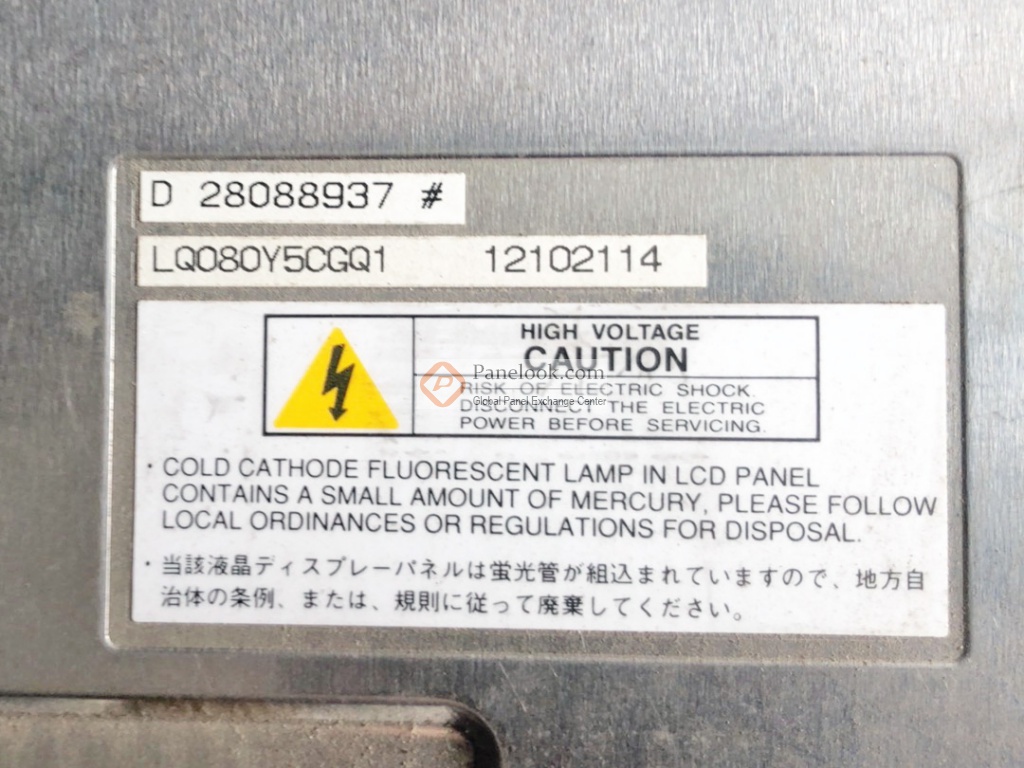 D 28088937 #
LQ080Y5CGQ1 12102114
HIGH VOLTAGE
CAUTION
Panelook.com
RISK OF ELECTRIC SHOCK.
Global Panel Exchange Center
DISCONNECT THE ELECTRIC
POWER BEFORE SERVICING.
・COLD CATHODE FLUORESCENT LAMP IN LCD PANEL
CONTAINS A SMALL AMOUNT OF MERCURY, PLEASE FOLLOW
LOCAL ORDINANCES OR REGULATIONS FOR DISPOSAL.
・当該液晶ディスプレーパネルは蛍光管が組込まれていますので、地方自
治体の条例、または、規則に従って廃棄してください。